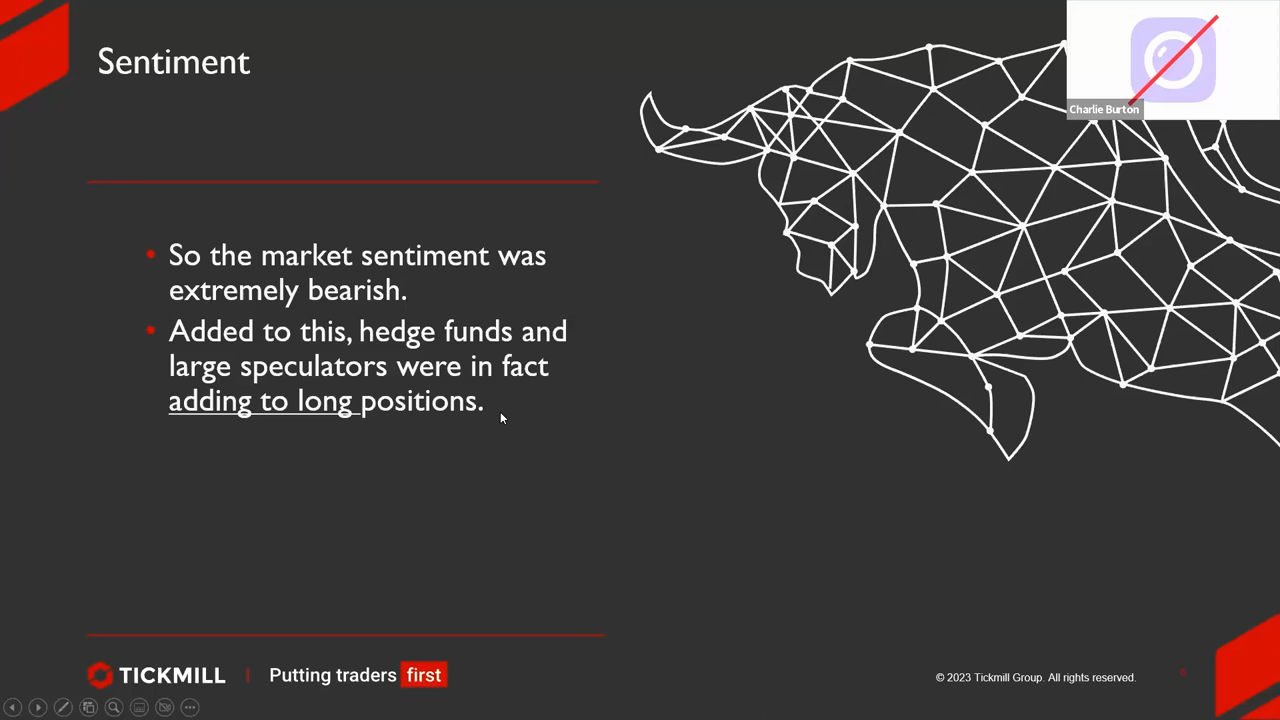 Sentiment
Charlie Burton
So the market sentiment was
extremely bearish.
Added to this, hedge funds and
large speculators were in fact
adding to long positions.
TICKMILL | Putting traders first
© 2023 Tickmill Group. All rights reserved.